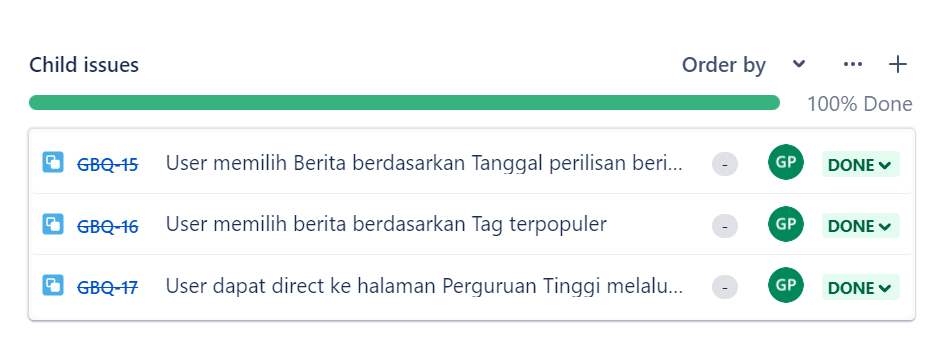 Child issues Order by
100% Done
GBQ-15 User memilih Berita berdasarkan Tanggal perilisan beri... - GP DONE
GBQ-16 User memilih berita berdasarkan Tag terpopuler - GP DONE
GBQ-17 User dapat direct ke halaman Perguruan Tinggi melalu... - GP DONE